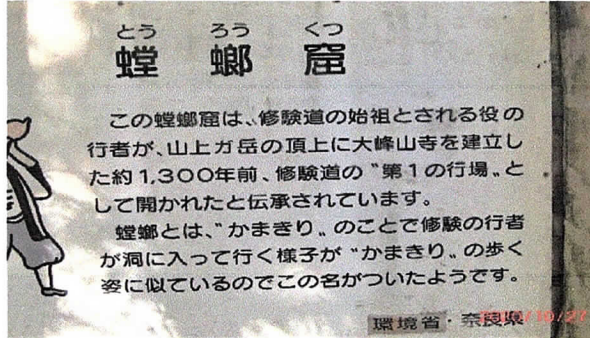 とう ろう くつ
螳螂窟
この螳螂窟は、修験道の始祖とされる役の
行者が、山上ガ岳の頂上に大峰山寺を建立し
た約1,300年前、修験道の〝第1の行場〟と
して開かれたと伝承されています。
螳螂とは、〝かまきり〟のことで修験の行者
が洞に入って行く様子が〝かまきり〟の歩く
姿に似ているのでこの名がついたようです。
環境省・奈良県